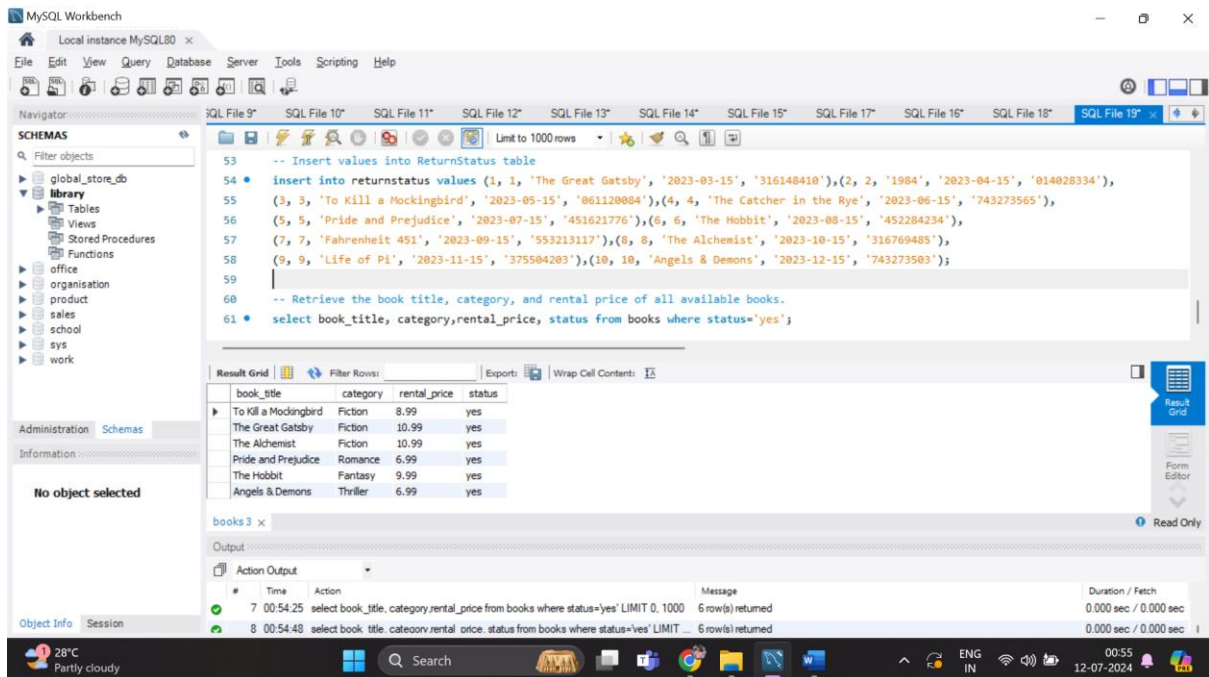 MySQL Workbench
Local instance MySQL80
File Edit View Query Database Server Tools Scripting Help
Navigator
SQL File 9* SQL File 10* SQL File 11* SQL File 12* SQL File 13* SQL File 14* SQL File 15* SQL File 17* SQL File 16* SQL File 18* SQL File 19*
SCHEMAS
Filter objects
global_store_db
library
Tables
Views
Stored Procedures
Functions
office
organisation
product
sales
school
sys
work
Administration Schemas
Information
No object selected
Object Info Session
Limit to 1000 rows
53 -- Insert values into ReturnStatus table
54 insert into returnstatus values (1, 1, 'The Great Gatsby', '2023-03-15', '316148410'),(2, 2, '1984', '2023-04-15', '014028334'),
55 (3, 3, 'To Kill a Mockingbird', '2023-05-15', '061120084'),(4, 4, 'The Catcher in the Rye', '2023-06-15', '743273565'),
56 (5, 5, 'Pride and Prejudice', '2023-07-15', '451621776'),(6, 6, 'The Hobbit', '2023-08-15', '452284234'),
57 (7, 7, 'Fahrenheit 451', '2023-09-15', '553213117'),(8, 8, 'The Alchemist', '2023-10-15', '316769485'),
58 (9, 9, 'Life of Pi', '2023-11-15', '375504203'),(10, 10, 'Angels & Demons', '2023-12-15', '743273503');
59
60 -- Retrieve the book title, category, and rental price of all available books.
61 select book_title, category,rental_price, status from books where status='yes';
Result Grid Filter Rows: Export: Wrap Cell Content:
book_title category rental_price status
To Kill a Mockingbird Fiction 8.99 yes
The Great Gatsby Fiction 10.99 yes
The Alchemist Fiction 10.99 yes
Pride and Prejudice Romance 6.99 yes
The Hobbit Fantasy 9.99 yes
Angels & Demons Thriller 6.99 yes
Result Grid
Form Editor
books 3
Read Only
Output
Action Output
# Time Action Message Duration / Fetch
7 00:54:25 select book_title, category,rental_price from books where status='yes' LIMIT 0, 1000 6 row(s) returned 0.000 sec / 0.000 sec
8 00:54:48 select book_title, category,rental_price, status from books where status='yes' LIMIT ... 6 row(s) returned 0.000 sec / 0.000 sec
1
28°C
Partly cloudy
Search
ENG
IN
00:55
12-07-2024
PRE